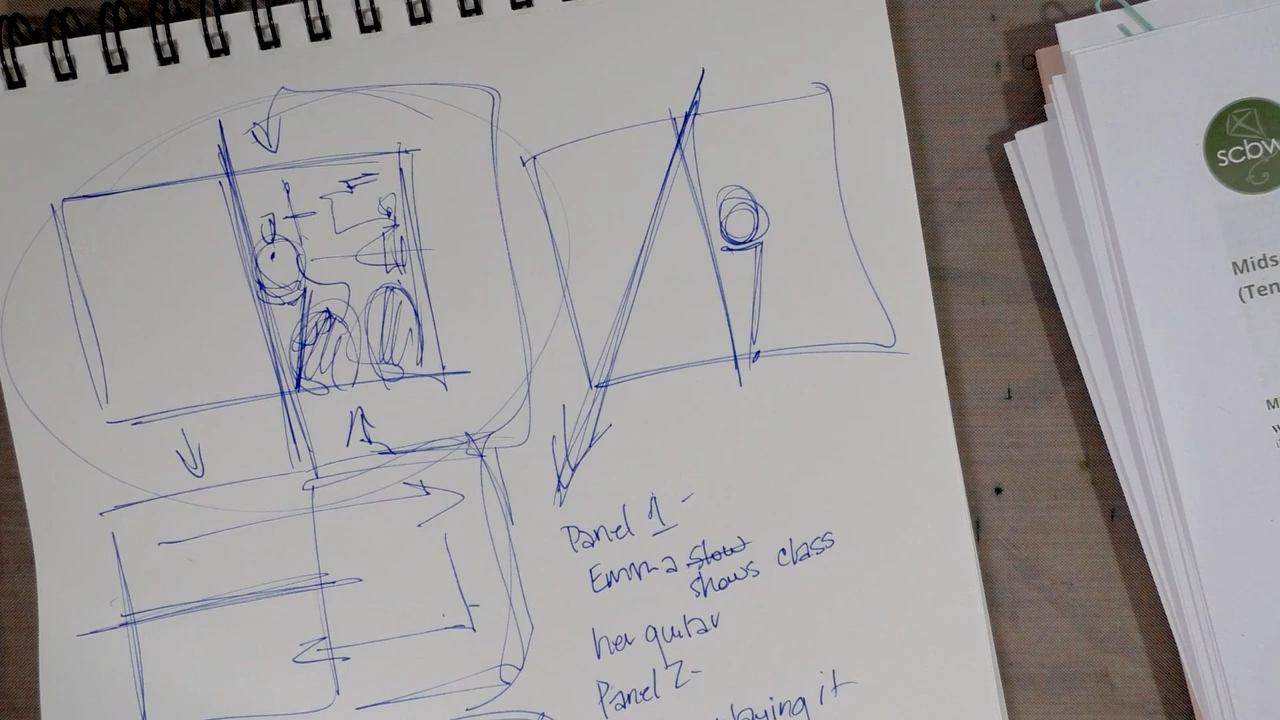 Panel 1-
Emma slow
shows class
her guitar
Panel 2-
playing it
scbw
Mids
(Ten
M